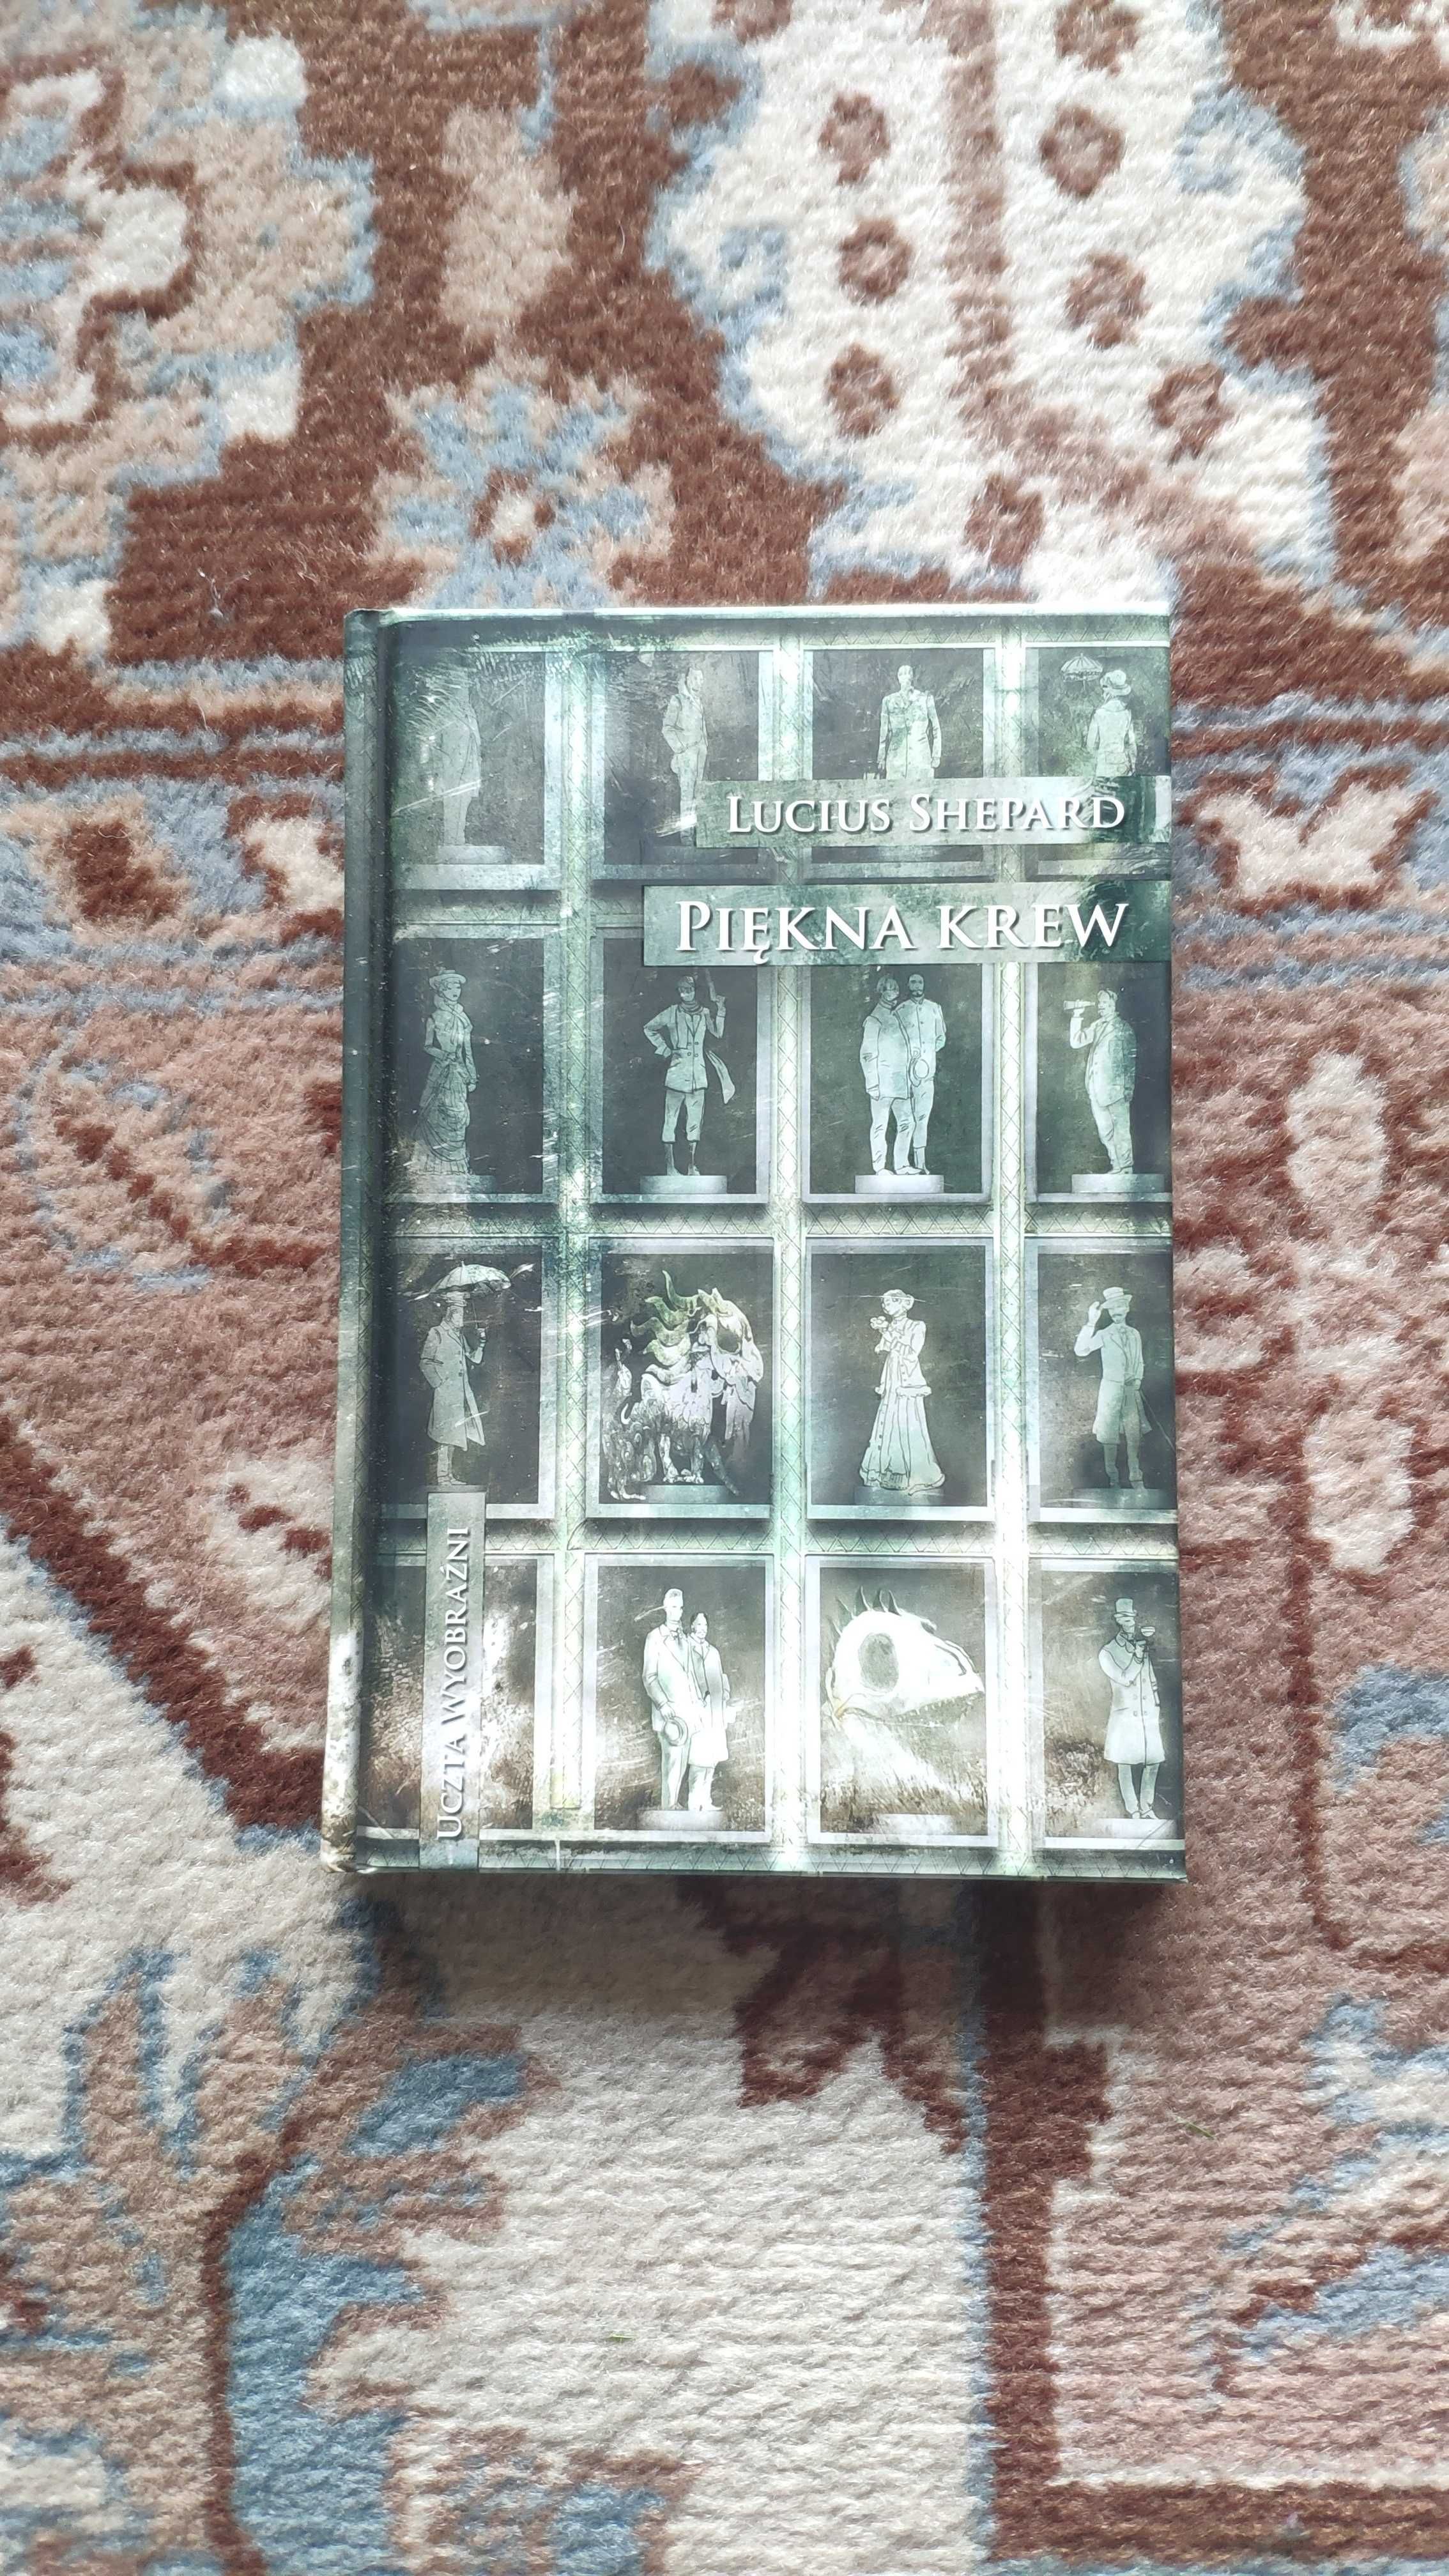 Lucius Shepard
Piękna krew
Uczta Wyobraźni